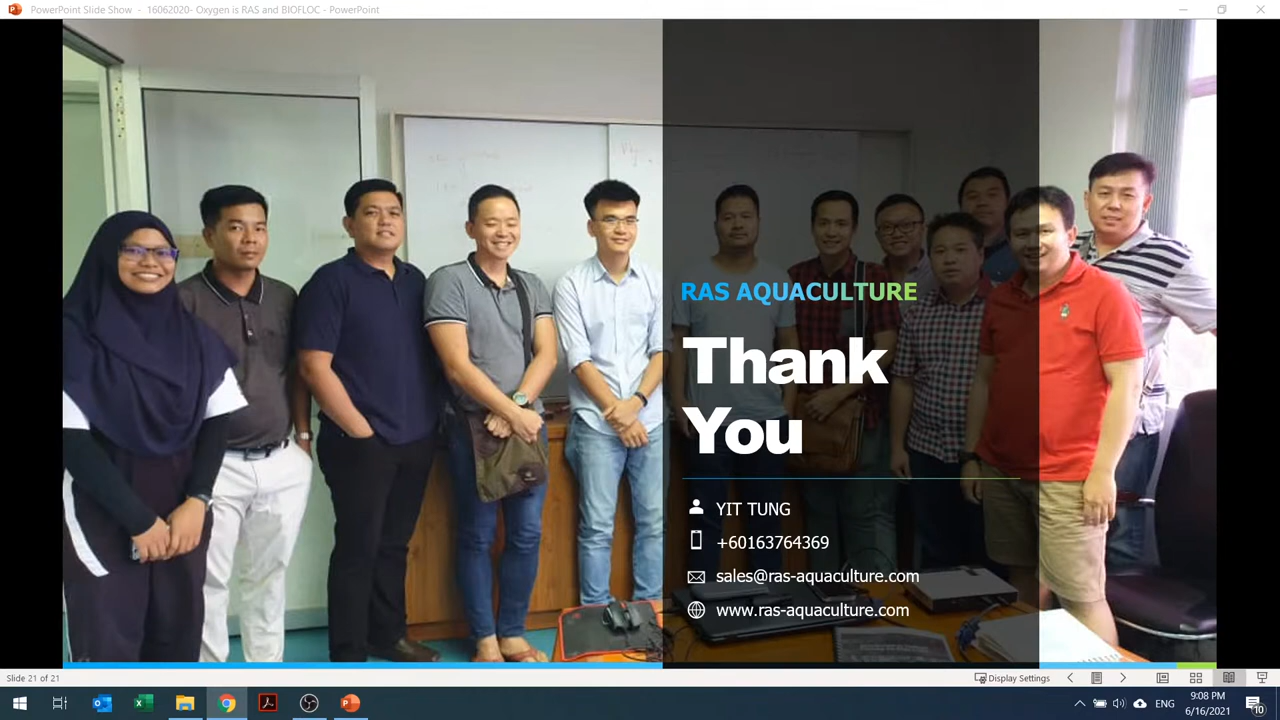 PowerPoint Slide Show - 16062020- Oxygen is RAS and BIOFLOC - PowerPoint
RAS AQUACULTURE
Thank
You
YIT TUNG
+60163764369
sales@ras-aquaculture.com
www.ras-aquaculture.com
Slide 21 of 21
Display Settings
ENG
9:08 PM
6/16/2021
10